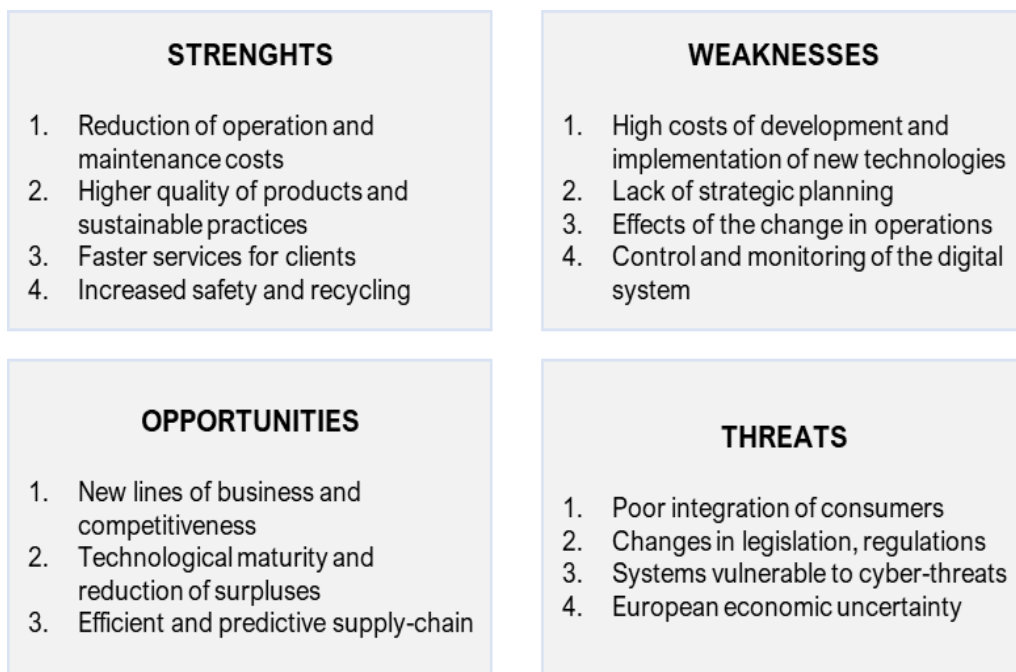 STRENGHTS
1. Reduction of operation and
maintenance costs
2. Higher quality of products and
sustainable practices
3. Faster services for clients
4. Increased safety and recycling
WEAKNESSES
1. High costs of development and
implementation of new technologies
2. Lack of strategic planning
3. Effects of the change in operations
4. Control and monitoring of the digital
system
OPPORTUNITIES
1. New lines of business and
competitiveness
2. Technological maturity and
reduction of surpluses
3. Efficient and predictive supply-chain
THREATS
1. Poor integration of consumers
2. Changes in legislation, regulations
3. Systems vulnerable to cyber-threats
4. European economic uncertainty